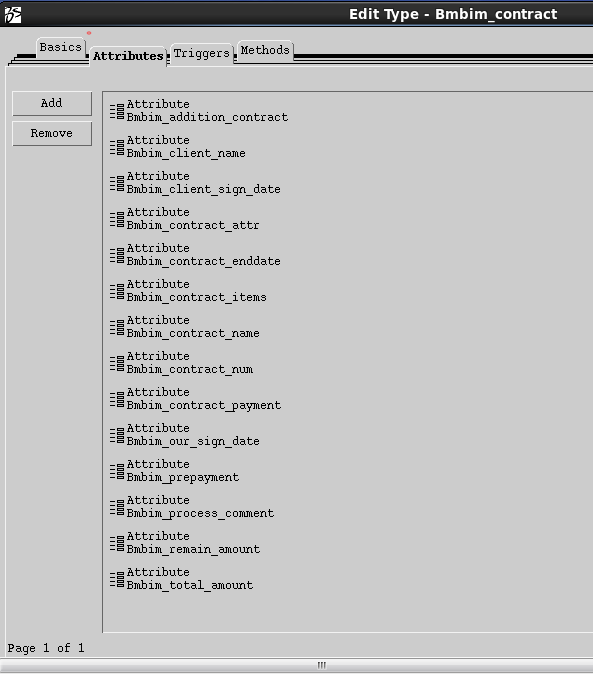 Edit Type - Bmbim_contract
Basics *
Attributes
Triggers
Methods
Add
Remove
Attribute
Bmbim_addition_contract
Attribute
Bmbim_client_name
Attribute
Bmbim_client_sign_date
Attribute
Bmbim_contract_attr
Attribute
Bmbim_contract_enddate
Attribute
Bmbim_contract_items
Attribute
Bmbim_contract_name
Attribute
Bmbim_contract_num
Attribute
Bmbim_contract_payment
Attribute
Bmbim_our_sign_date
Attribute
Bmbim_prepayment
Attribute
Bmbim_process_comment
Attribute
Bmbim_remain_amount
Attribute
Bmbim_total_amount
Page 1 of 1